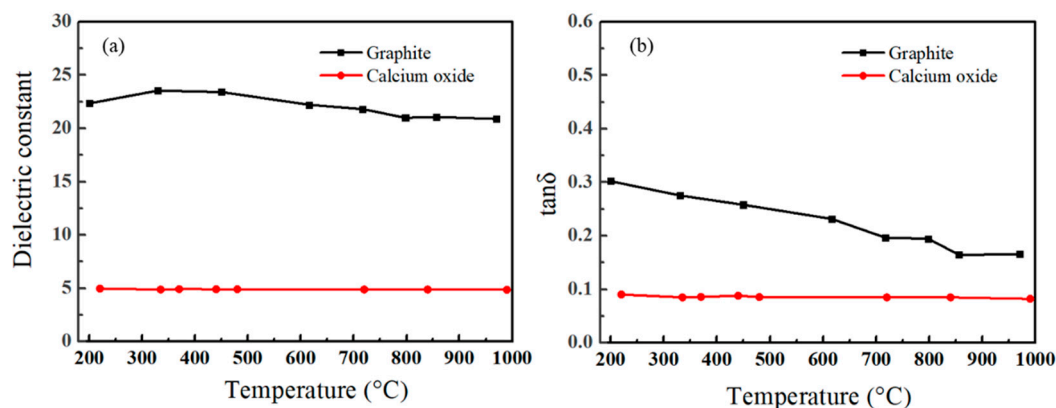 (a)
Graphite
Calcium oxide
Dielectric constant
30
25
20
15
10
5
0
200 300 400 500 600 700 800 900 1000
Temperature (°C)
(b)
Graphite
Calcium oxide
tanδ
0.6
0.5
0.4
0.3
0.2
0.1
0.0
200 300 400 500 600 700 800 900 1000
Temperature (°C)